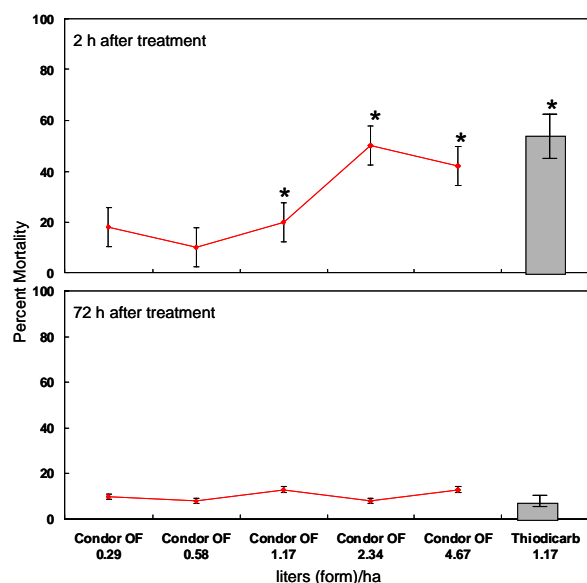 100
2 h after treatment
80
60
40
20
0
* * * * *
Percent Mortality
100
72 h after treatment
80
60
40
20
0
Condor OF Condor OF Condor OF Condor OF Condor OF Thiodicarb
0.29 0.58 1.17 2.34 4.67 1.17
liters (form)/ha